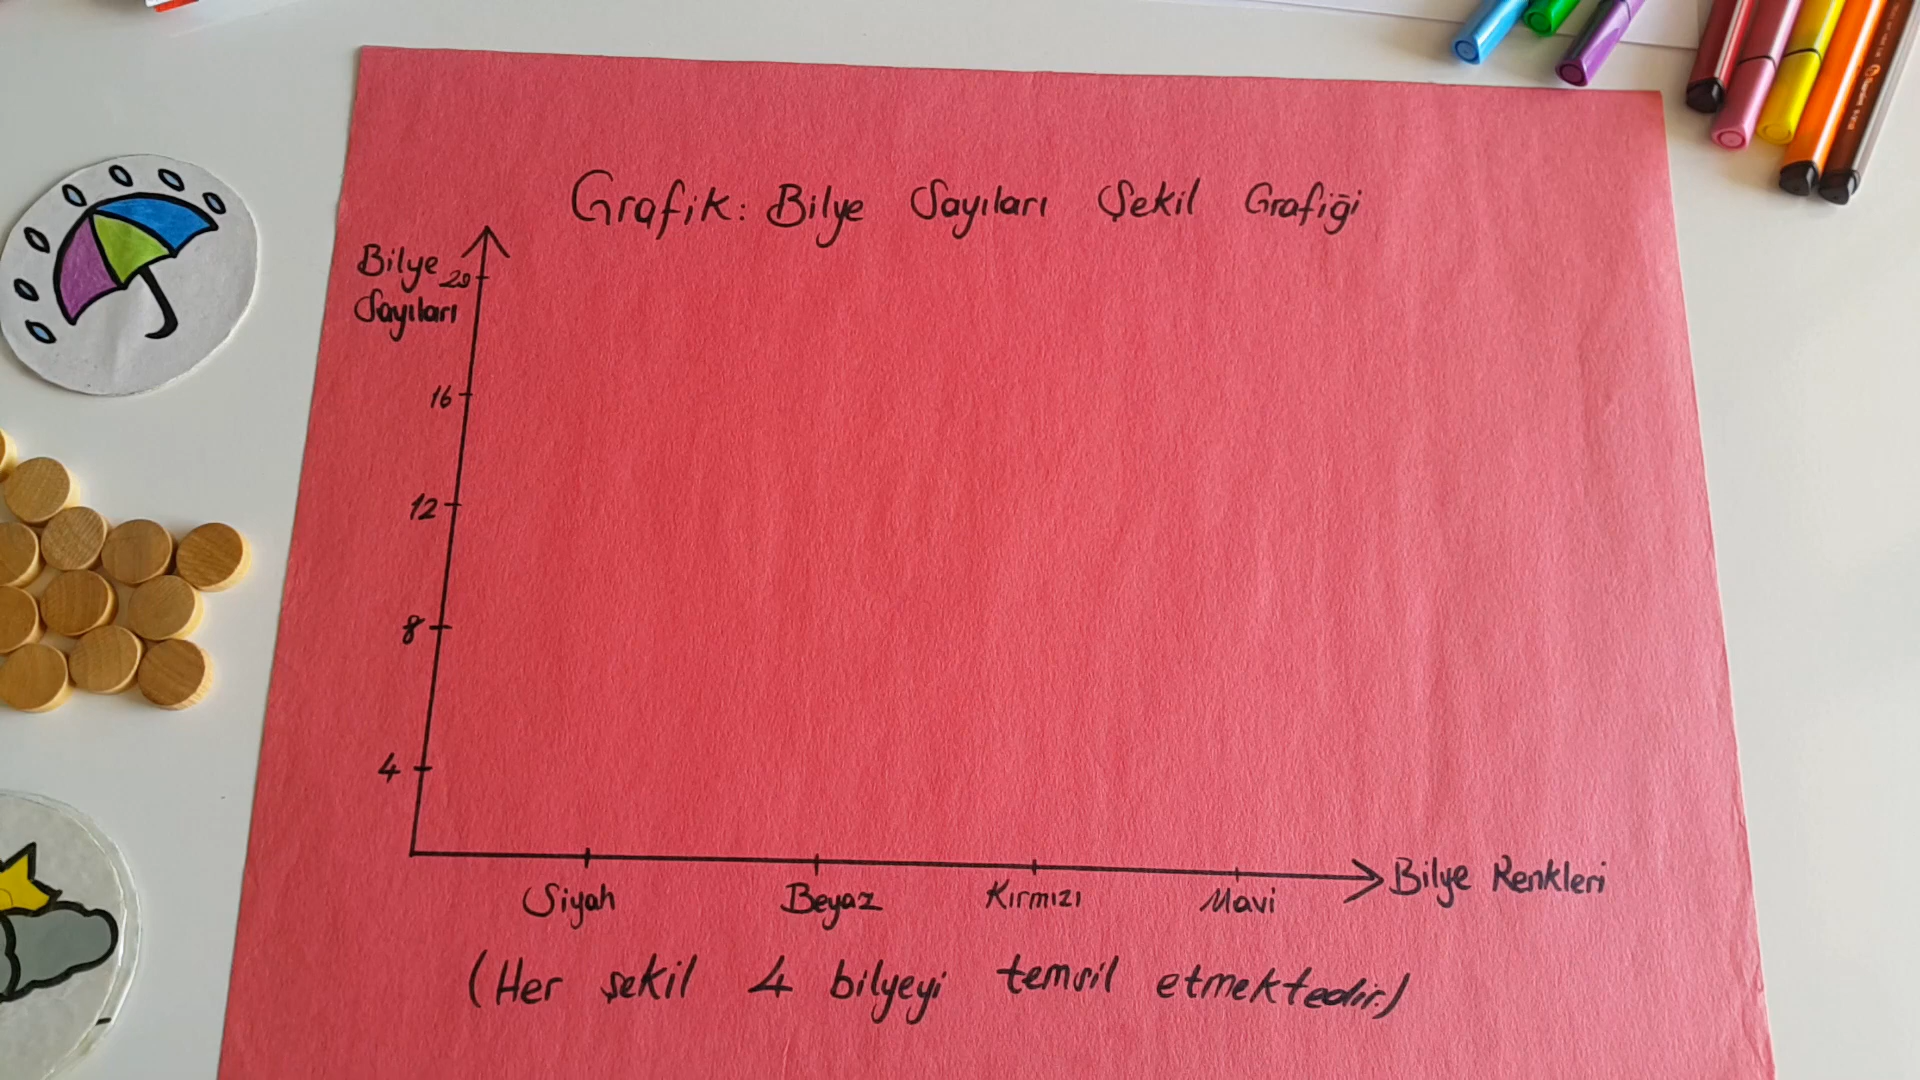 Grafik: Bilye Sayıları Şekil Grafiği
Bilye
Sayıları
20
16
12
8
4
Siyah Beyaz Kırmızı Mavi
Bilye Renkleri
(Her şekil 4 bilyeyi temsil etmektedir.)